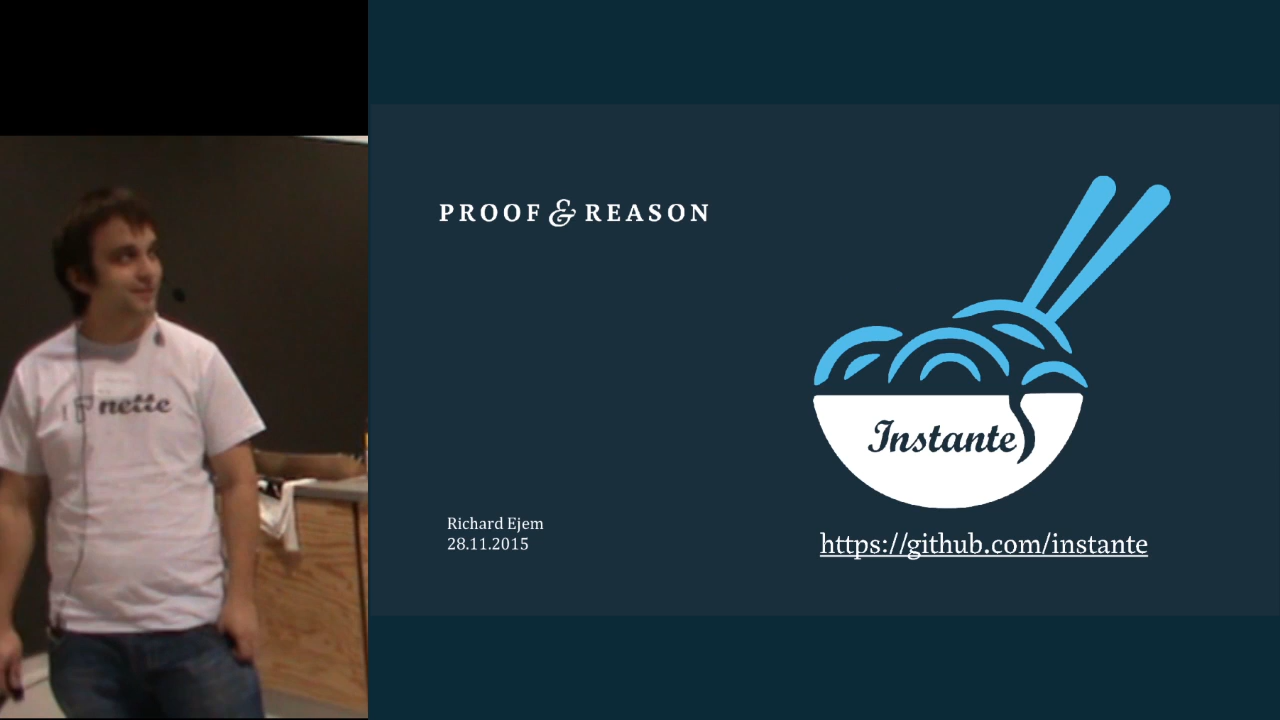 nette
PROOF & REASON
Instante
Richard Ejem
28.11.2015
https://github.com/instante